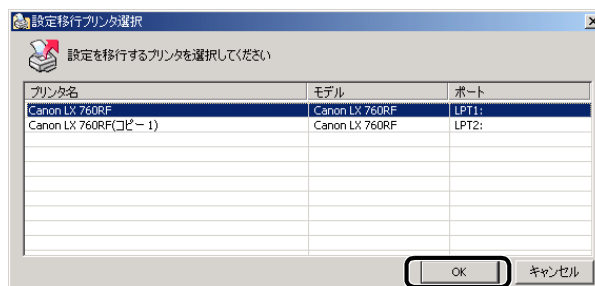 設定移行プリンタ選択
設定を移行するプリンタを選択してください
プリンタ名 モデル ポート
Canon LX 760RF Canon LX 760RF LPT1:
Canon LX 760RF(コピー 1) Canon LX 760RF LPT2:
OK キャンセル